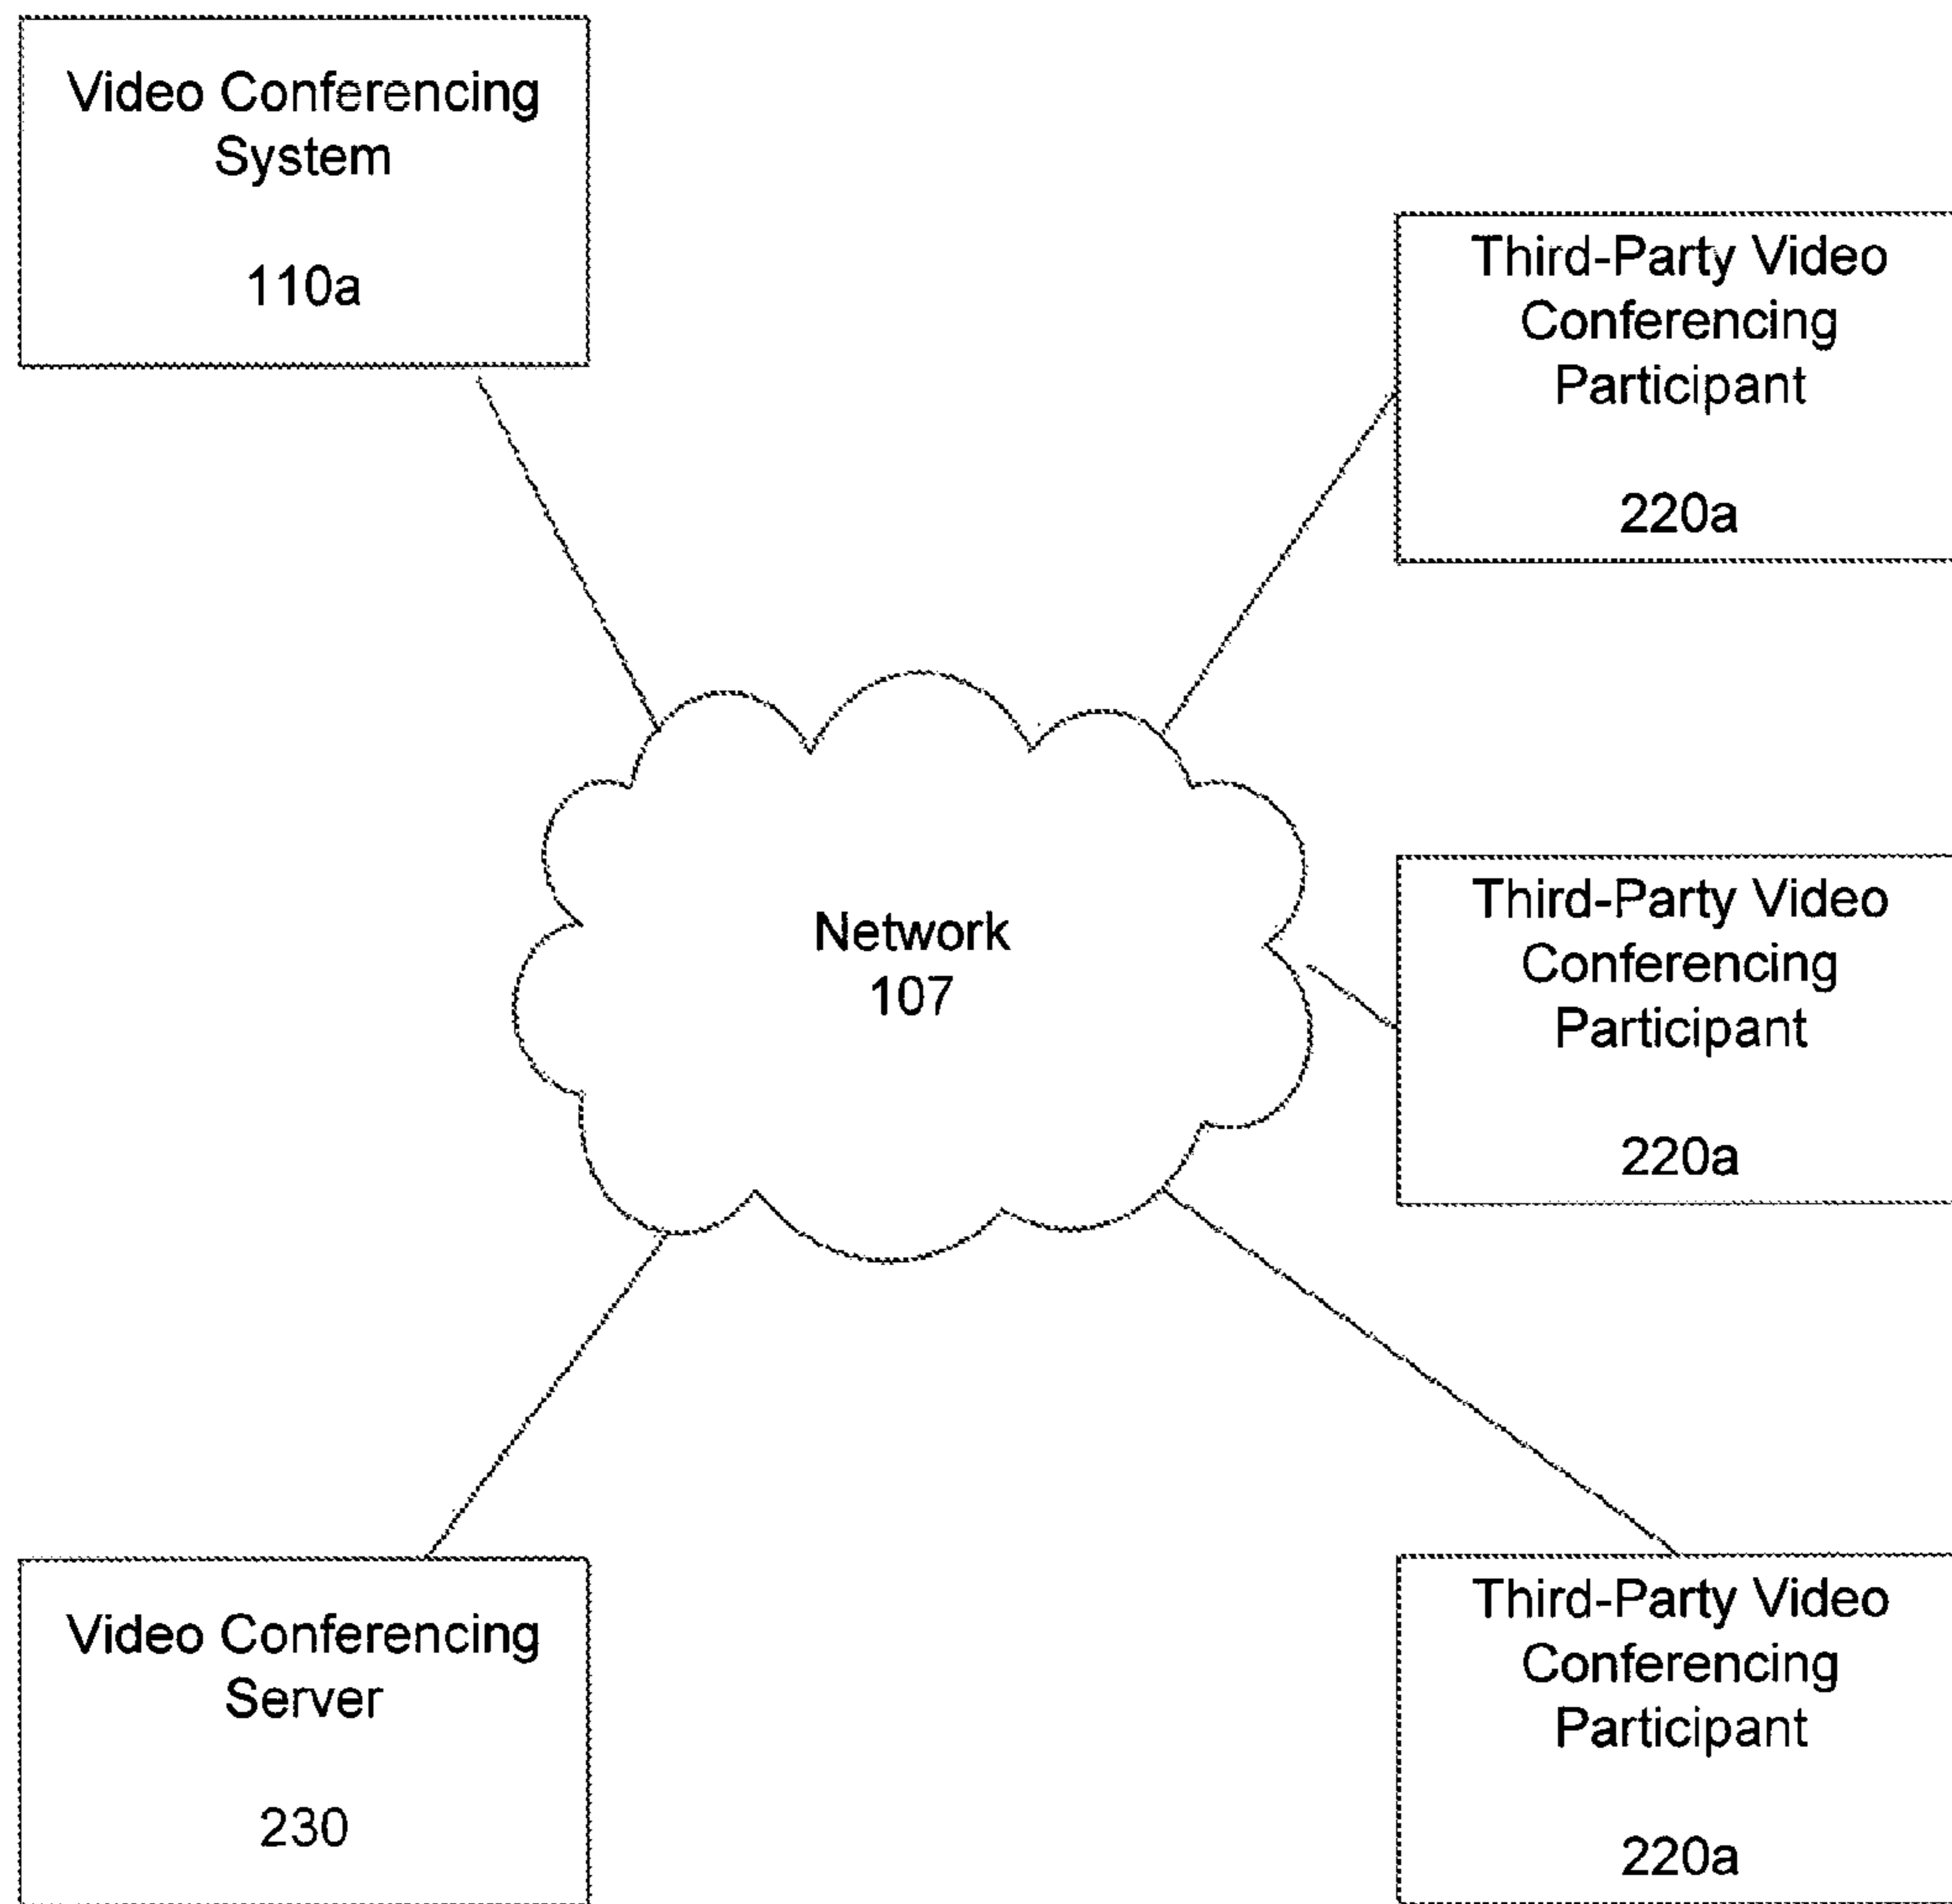 Video Conferencing
System
110a
Third-Party Video
Conferencing
Participant
220a
Network
107
Third-Party Video
Conferencing
Participant
220a
Video Conferencing
Server
230
Third-Party Video
Conferencing
Participant
220a